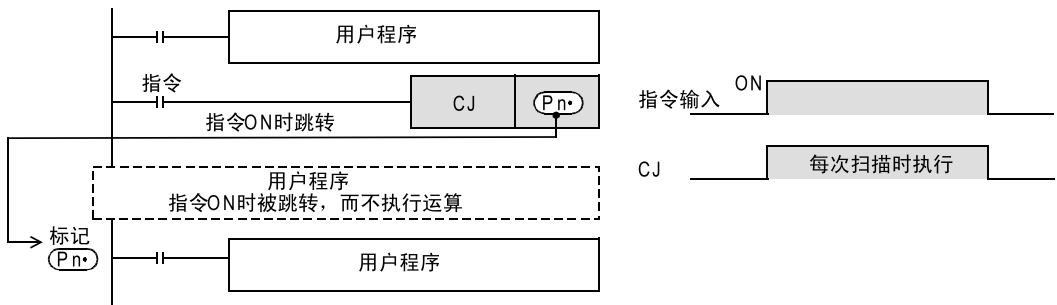 用户程序
指令
CJ
Pn•
指令ON时跳转
用户程序
指令ON时被跳转，而不执行运算
标记
Pn•
用户程序
指令输入
ON
CJ
每次扫描时执行